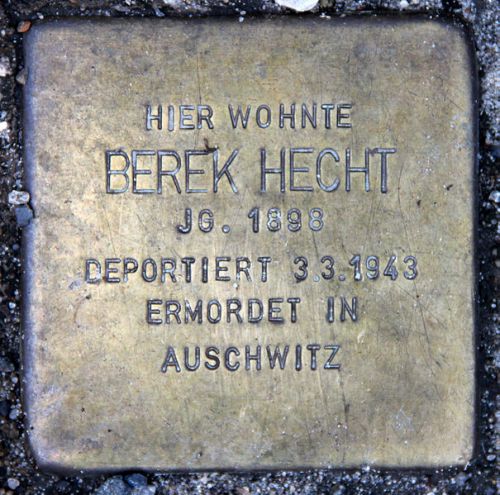 HIER WOHNTE
BEREK HECHT
JG. 1898
DEPORTIERT 3.3.1943
ERMORDET IN
AUSCHWITZ